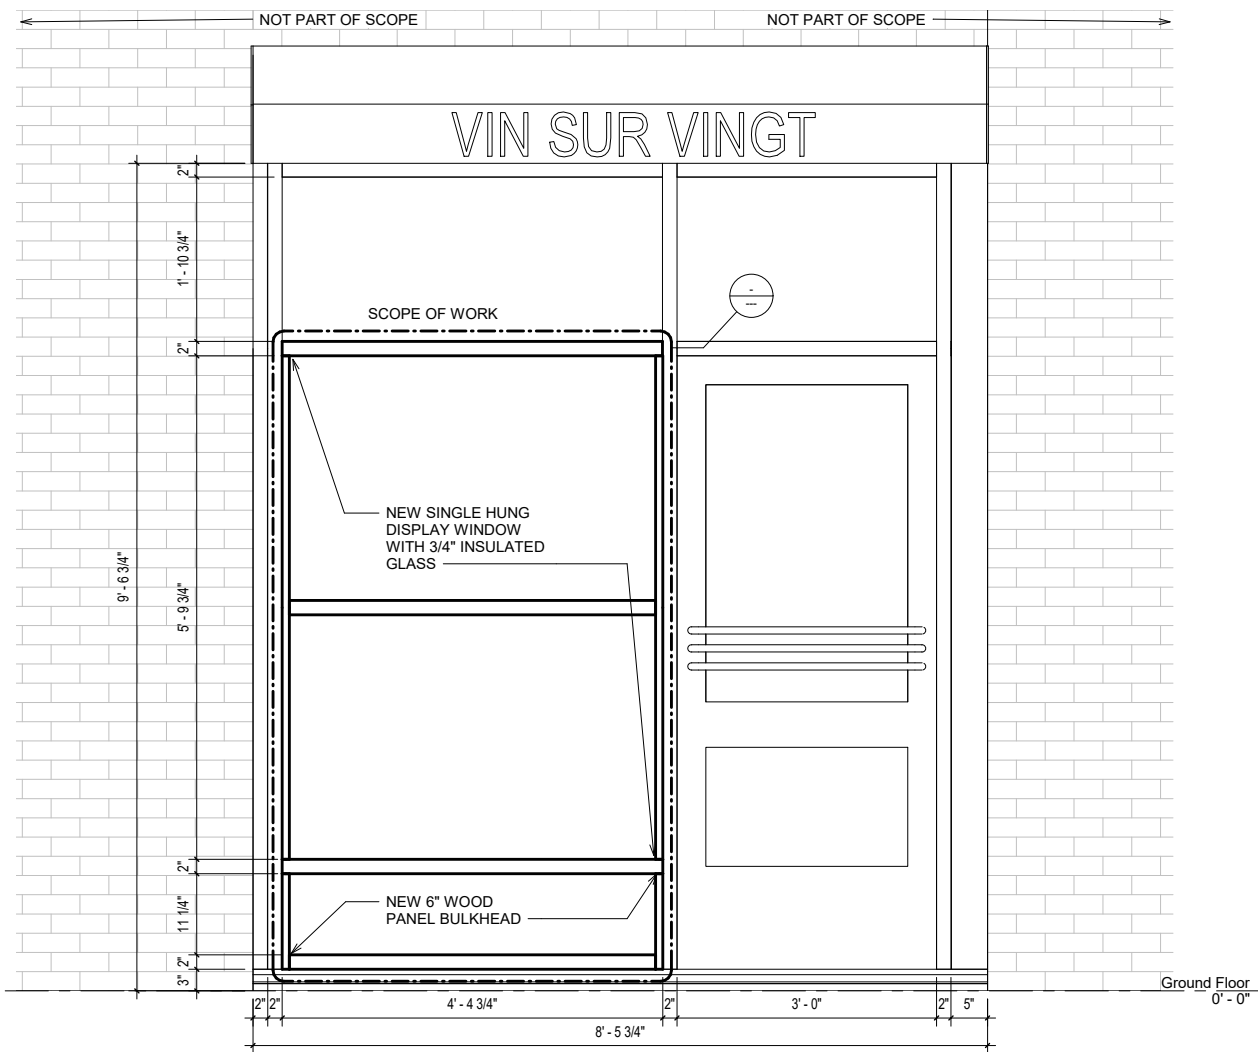 NOT PART OF SCOPE
NOT PART OF SCOPE
VIN SUR VINGT
2"
1' - 10 3/4"
-
---
SCOPE OF WORK
2"
NEW SINGLE HUNG
DISPLAY WINDOW
WITH 3/4" INSULATED
GLASS
9' - 6 3/4"
5' - 9 3/4"
2"
NEW 6" WOOD
PANEL BULKHEAD
11 1/4"
2"
3"
Ground Floor
0' - 0"
2"
2"
4' - 4 3/4"
2"
3' - 0"
2"
5"
8' - 5 3/4"